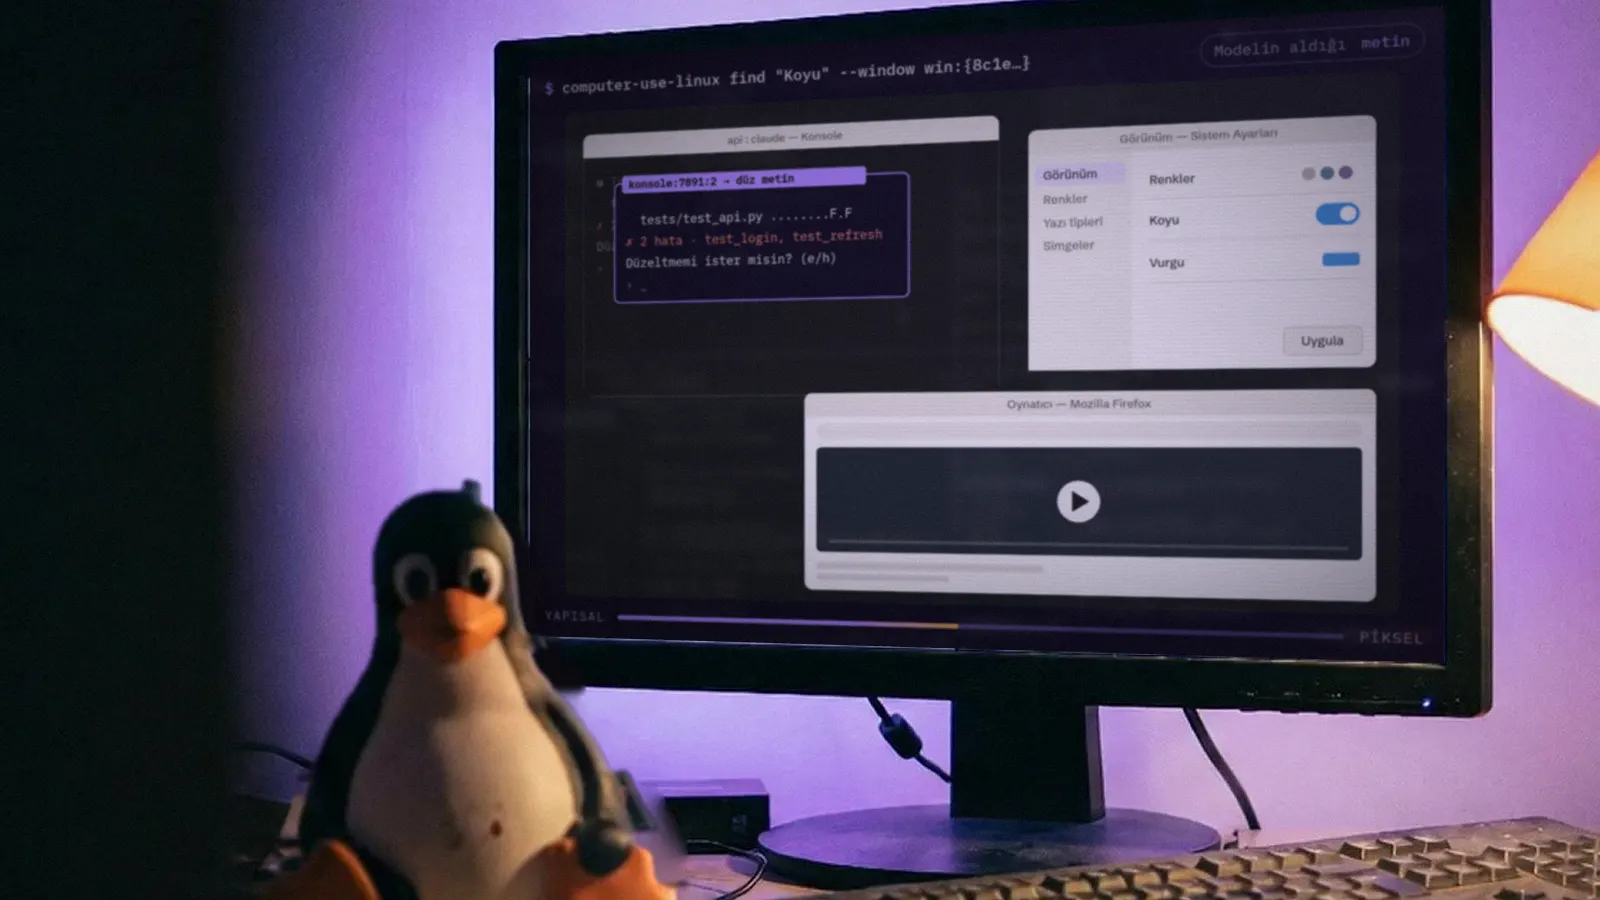 $ computer-use-linux find "Koyu" --window win:{8c1e…}
Modelin aldığı metin
api : claude — Konsole
konsole:7891:2 → düz metin
tests/test_api.py ........F.F
✗ 2 hata · test_login, test_refresh
Düzeltmemi ister misin? (e/h)
› _
Görünüm — Sistem Ayarları
Görünüm
Renkler
Yazı tipleri
Simgeler
Renkler
Koyu
Vurgu
Uygula
Oynatıcı — Mozilla Firefox
YAPISAL
PİKSEL